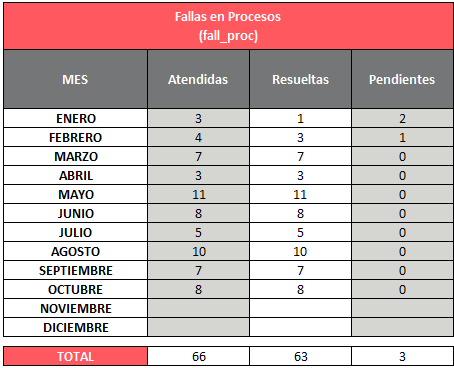 Fallas en Procesos
(fall_proc)
MES Atendidas Resueltas Pendientes
ENERO 3 1 2
FEBRERO 4 3 1
MARZO 7 7 0
ABRIL 3 3 0
MAYO 11 11 0
JUNIO 8 8 0
JULIO 5 5 0
AGOSTO 10 10 0
SEPTIEMBRE 7 7 0
OCTUBRE 8 8 0
NOVIEMBRE
DICIEMBRE
TOTAL 66 63 3